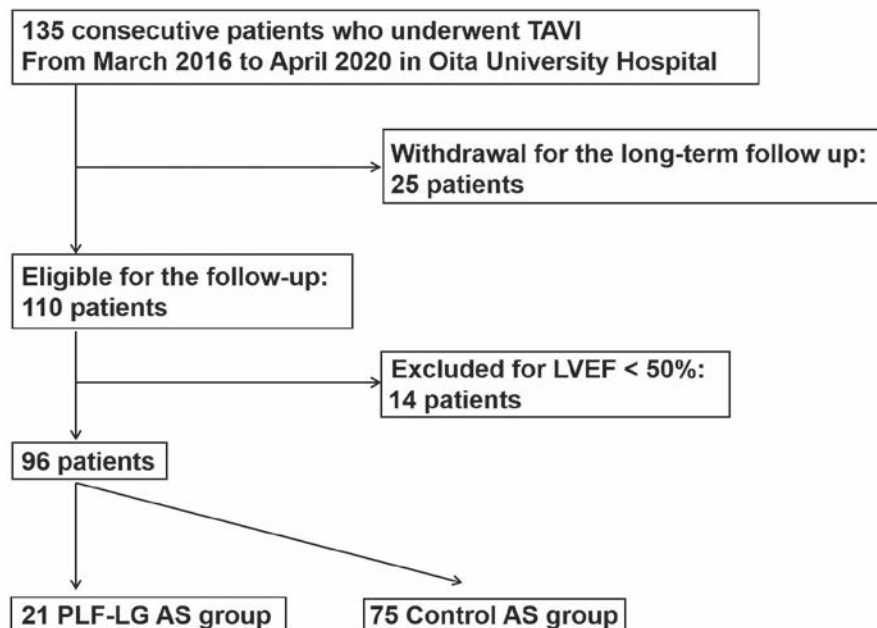 135 consecutive patients who underwent TAVI
From March 2016 to April 2020 in Oita University Hospital
Withdrawal for the long-term follow up:
25 patients
Eligible for the follow-up:
110 patients
Excluded for LVEF < 50%:
14 patients
96 patients
21 PLF-LG AS group
75 Control AS group